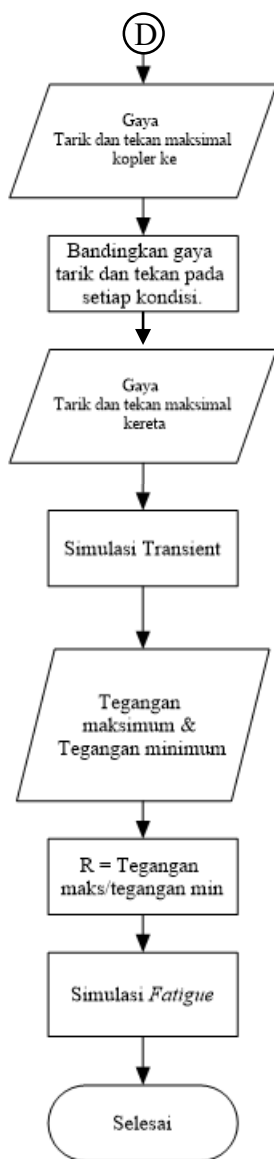 D
Gaya
Tarik dan tekan maksimal
kopler ke
Bandingkan gaya
tarik dan tekan pada
setiap kondisi.
Gaya
Tarik dan tekan maksimal
kereta
Simulasi Transient
Tegangan
maksimum &
Tegangan minimum
R = Tegangan
maks/tegangan min
Simulasi Fatigue
Selesai